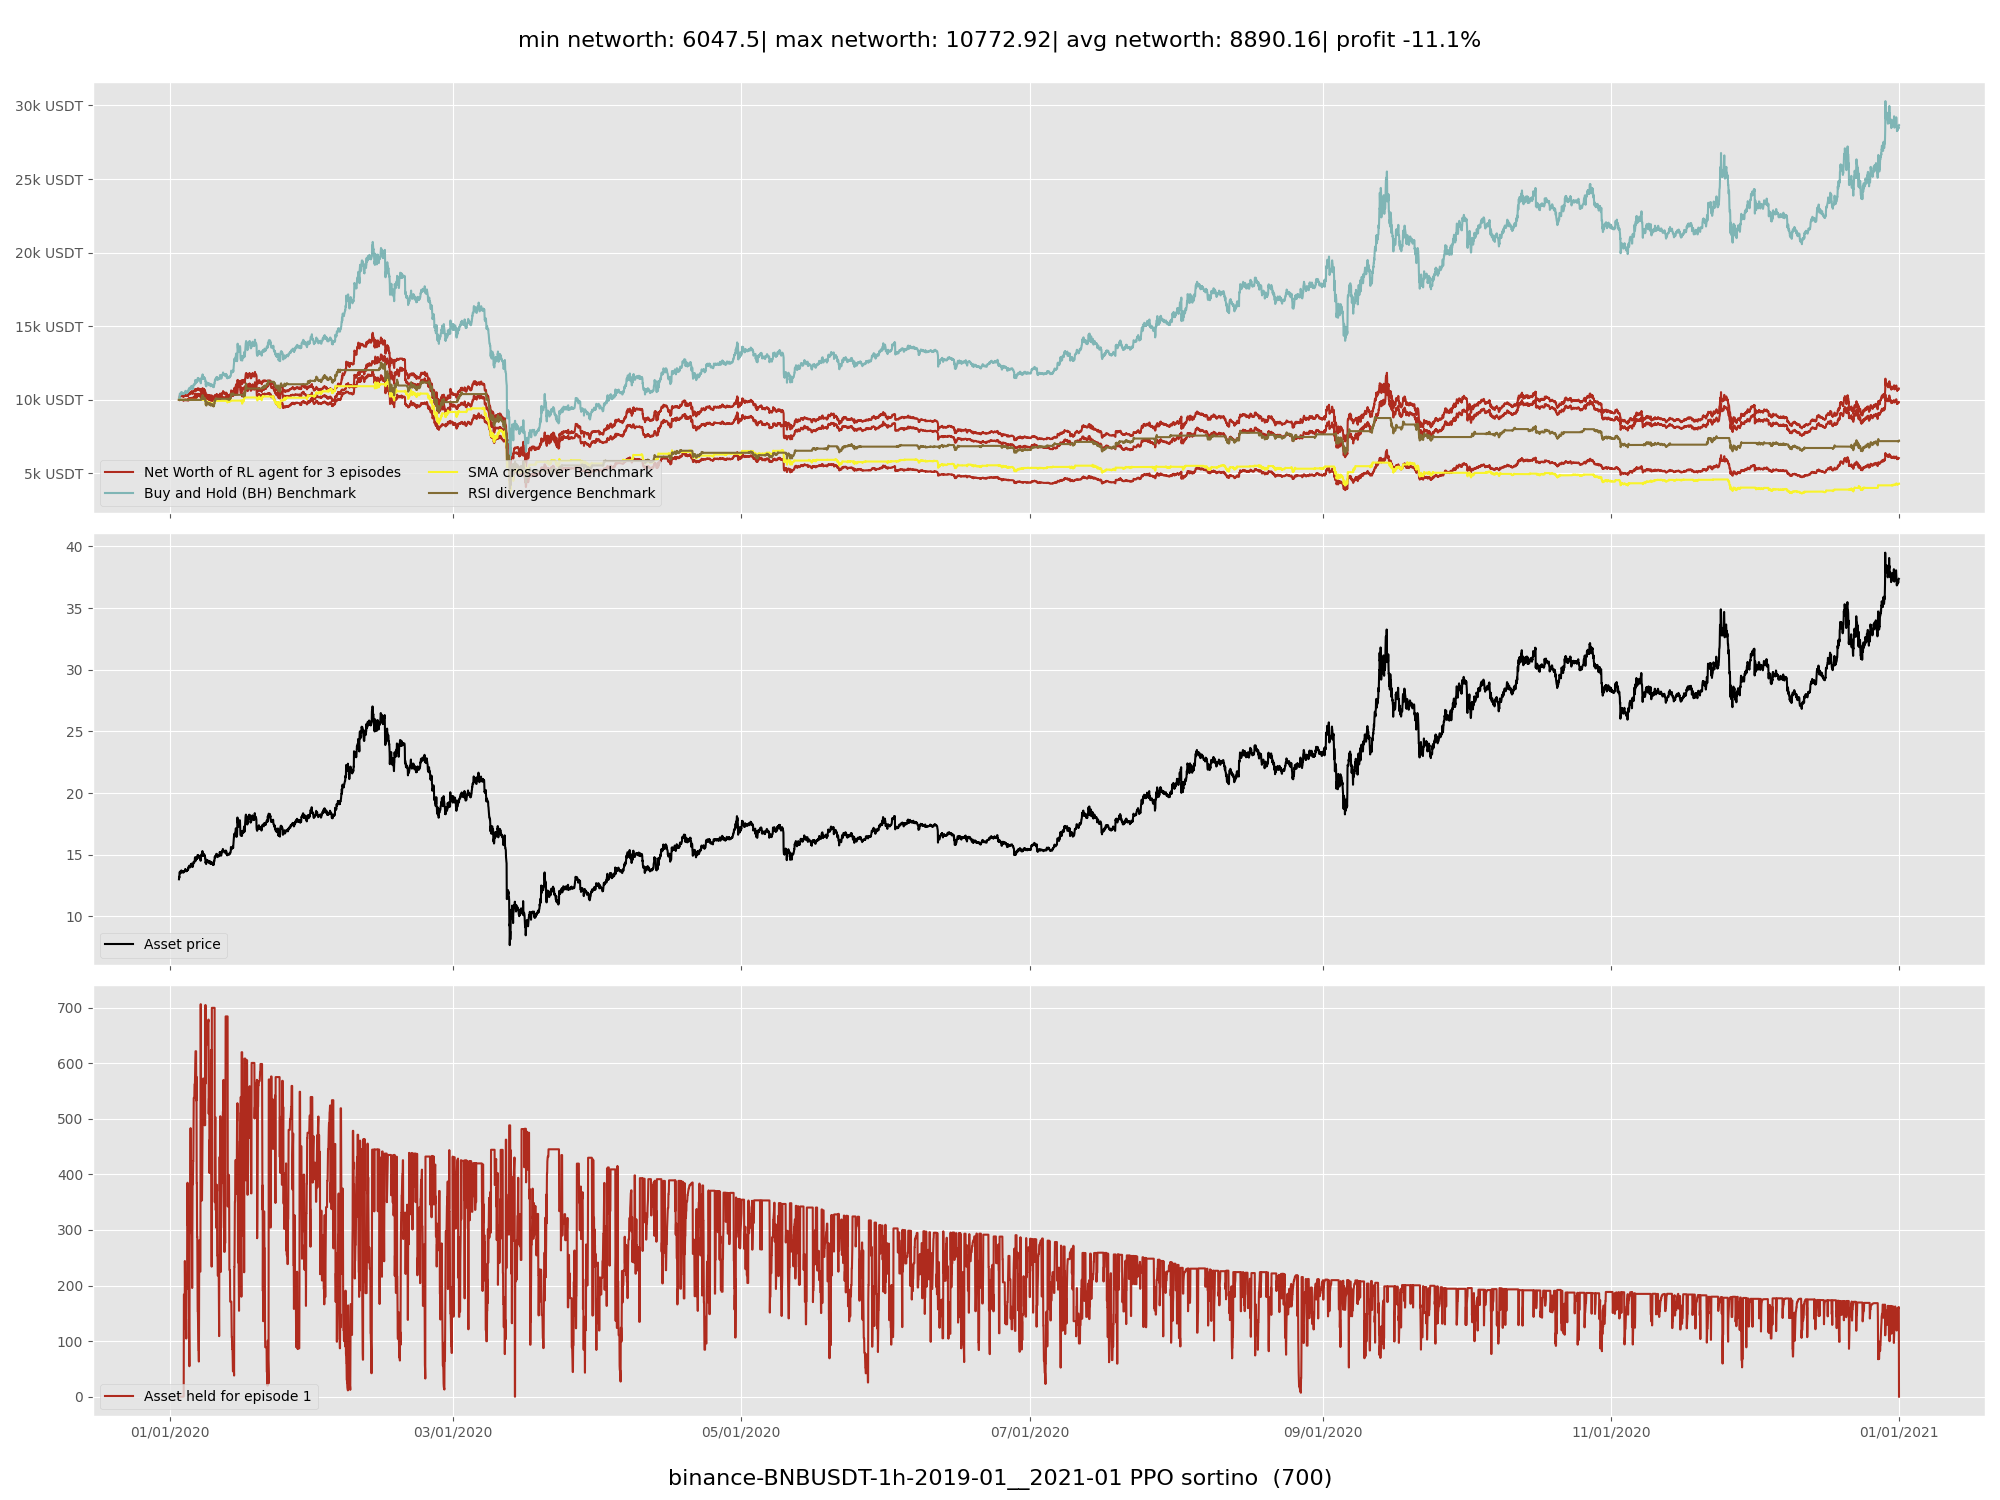 min networth: 6047.5| max networth: 10772.92| avg networth: 8890.16| profit -11.1%
30k USDT
25k USDT
20k USDT
15k USDT
10k USDT
5k USDT
Net Worth of RL agent for 3 episodes
Buy and Hold (BH) Benchmark
SMA crossover Benchmark
RSI divergence Benchmark
40
35
30
25
20
15
10
Asset price
700
600
500
400
300
200
100
0
Asset held for episode 1
01/01/2020 03/01/2020 05/01/2020 07/01/2020 09/01/2020 11/01/2020 01/01/2021
binance-BNBUSDT-1h-2019-01__2021-01 PPO sortino  (700)